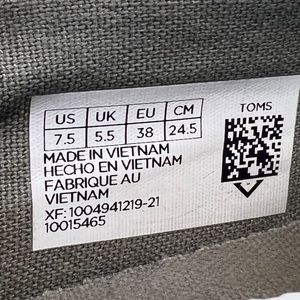 US UK EU CM TOMS
7.5 5.5 38 24.5
MADE IN VIETNAM
HECHO EN VIETNAM
FABRIQUE AU
VIETNAM
XF: 1004941219-21
10015465